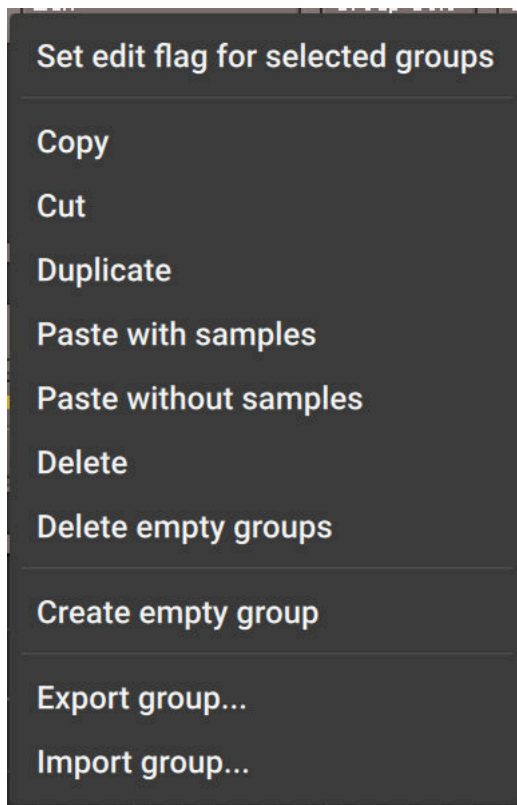 Set edit flag for selected groups
Copy
Cut
Duplicate
Paste with samples
Paste without samples
Delete
Delete empty groups
Create empty group
Export group...
Import group...